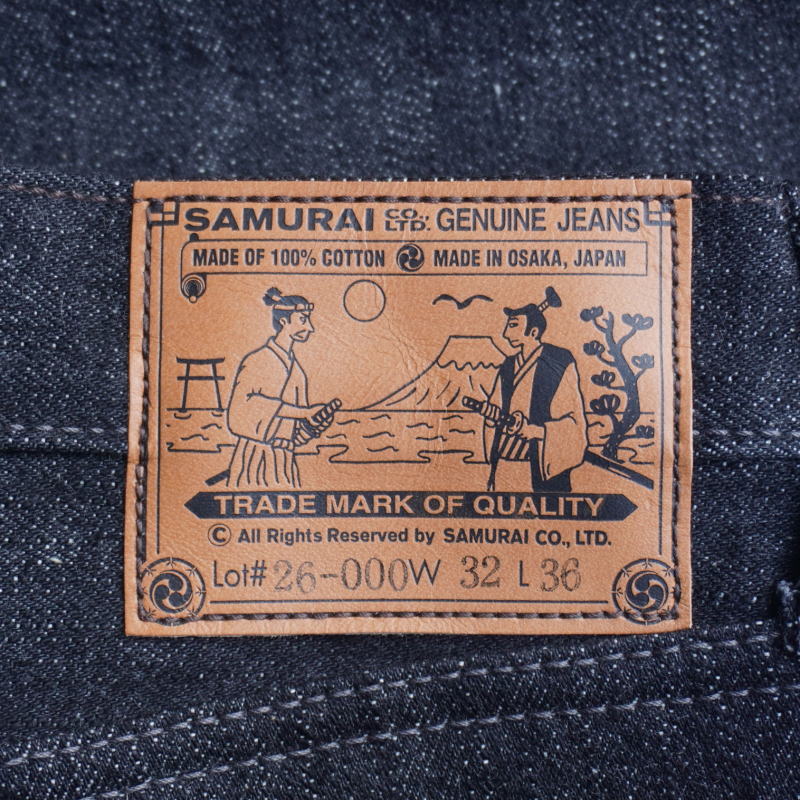 SAMURAI CO., LTD. GENUINE JEANS
MADE OF 100% COTTON MADE IN OSAKA, JAPAN
TRADE MARK OF QUALITY
© All Rights Reserved by SAMURAI CO., LTD.
Lot# 26-000 W 32 L 36